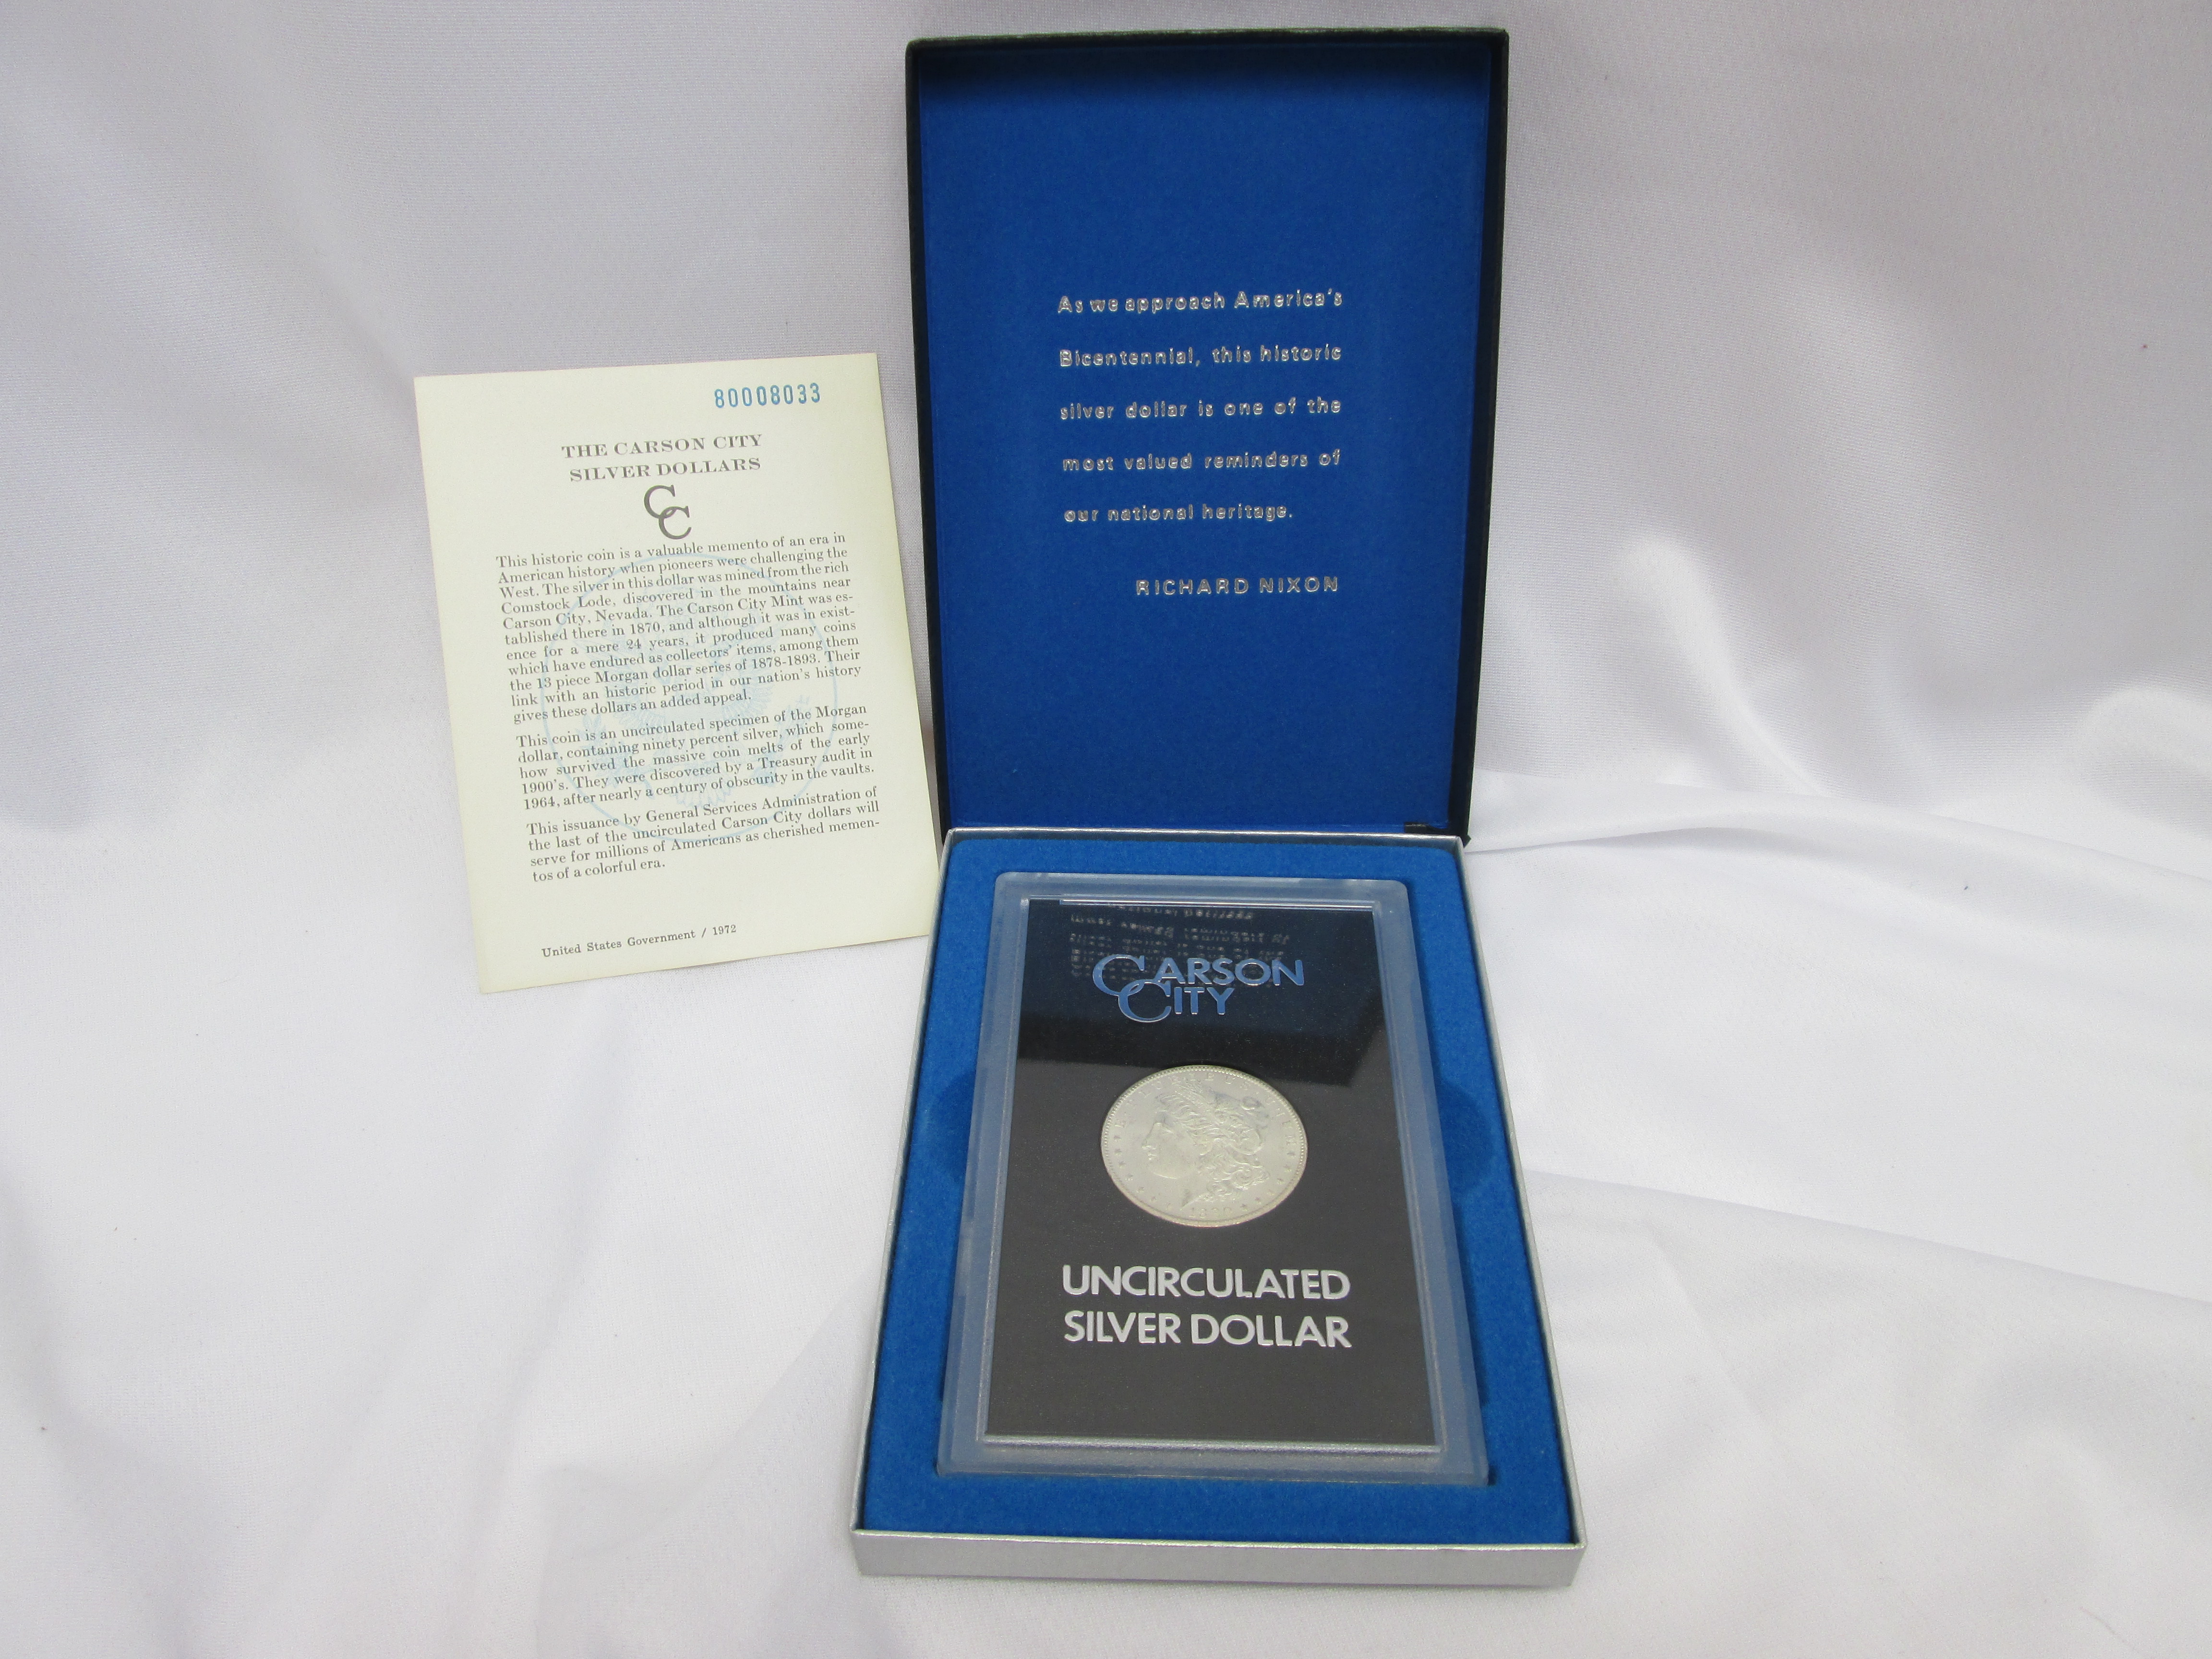 80008033
THE CARSON CITY
SILVER DOLLARS
CC
This historic coin is a valuable memento of an era in
American history when pioneers were challenging the
West. The silver in this dollar was mined from the rich
Comstock Lode, discovered in the mountains near
Carson City, Nevada. The Carson City Mint was es-
tablished there in 1870, and although it was in exist-
ence for a mere 24 years, it produced many coins
which have endured as collectors' items, among them
the 13 piece Morgan dollar series of 1878-1893. Their
link with an historic period in our nation's history
gives these dollars an added appeal.
This coin is an uncirculated specimen of the Morgan
dollar, containing ninety percent silver, which some-
how survived the massive coin melts of the early
1900's. They were discovered by a Treasury audit in
1964, after nearly a century of obscurity in the vaults.
This issuance by General Services Administration of
the last of the uncirculated Carson City dollars will
serve for millions of Americans as cherished memen-
tos of a colorful era.
United States Government / 1972
As we approach America's
Bicentennial, this historic
silver dollar is one of the
most valued reminders of
our national heritage.
RICHARD NIXON
CARSON
CITY
UNCIRCULATED
SILVER DOLLAR